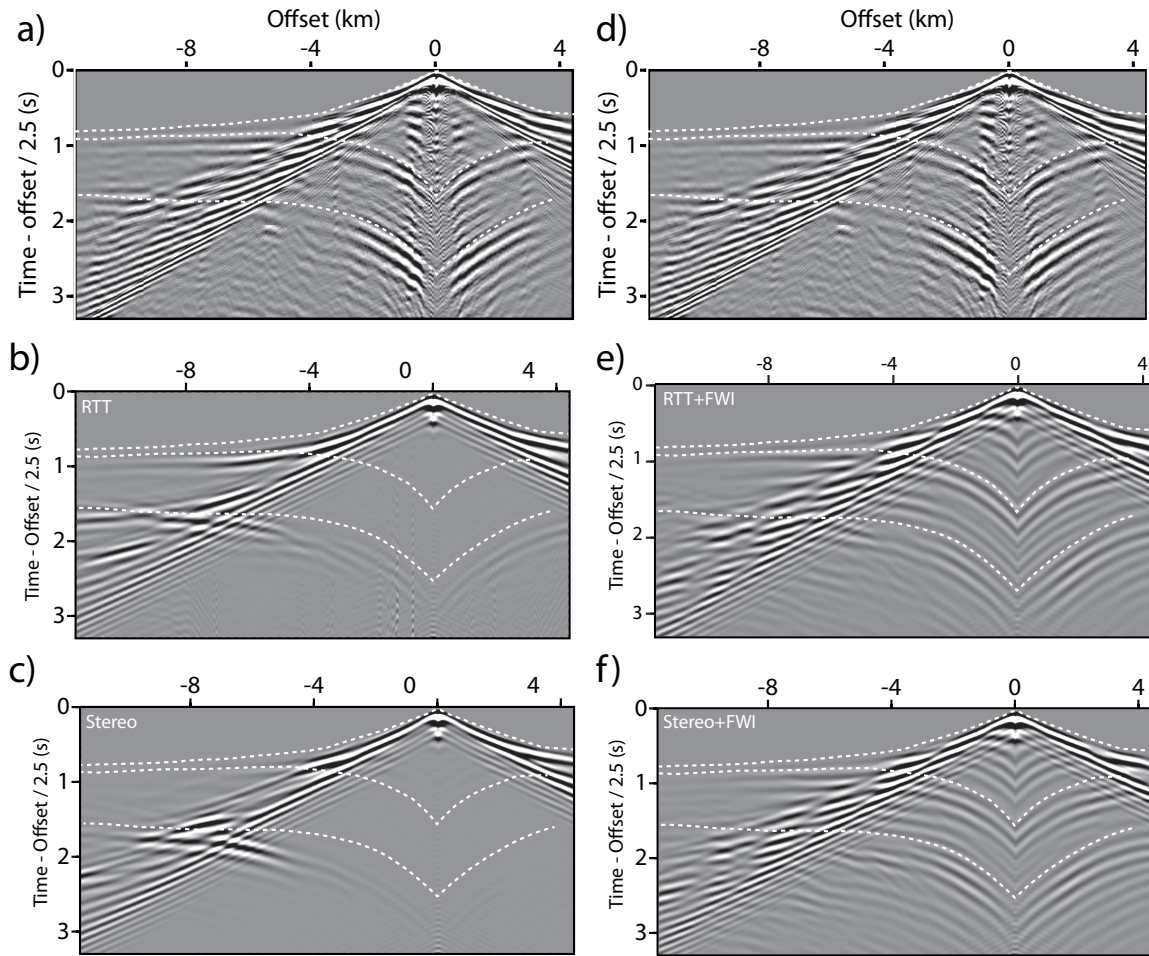 a)
Offset (km)
-8 -4 0 4
0
1
2
3
Time - offset / 2.5 (s)
d)
Offset (km)
-8 -4 0 4
0
1
2
3
Time - offset / 2.5 (s)
b)
-8 -4 0 4
0
1
2
3
Time - Offset / 2.5 (s)
RTT
e)
-8 -4 0 4
0
1
2
3
Time - Offset / 2.5 (s)
RTT+FWI
c)
-8 -4 0 4
0
1
2
3
Time - Offset / 2.5 (s)
Stereo
f)
-8 -4 0 4
0
1
2
3
Time - Offset / 2.5 (s)
Stereo+FWI